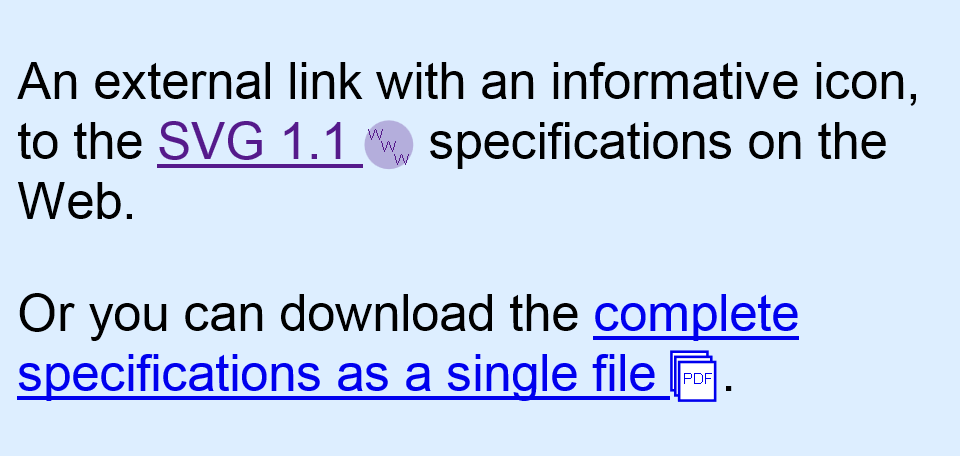 An external link with an informative icon,
to the SVG 1.1 WWW specifications on the
Web.
Or you can download the complete
specifications as a single file PDF.